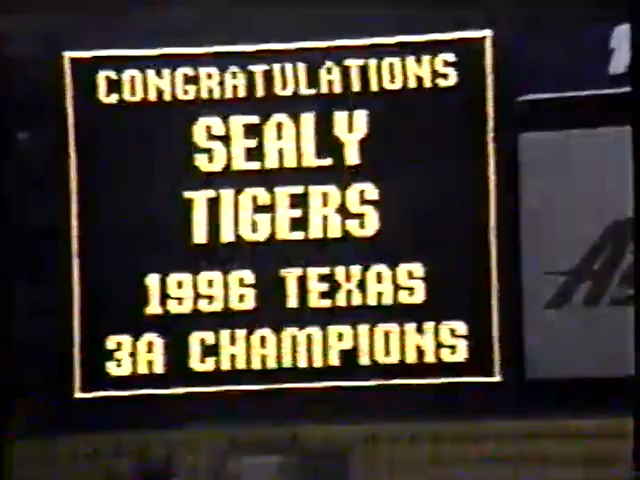 CONGRATULATIONS
SEALY
TIGERS
1996 TEXAS
3A CHAMPIONS